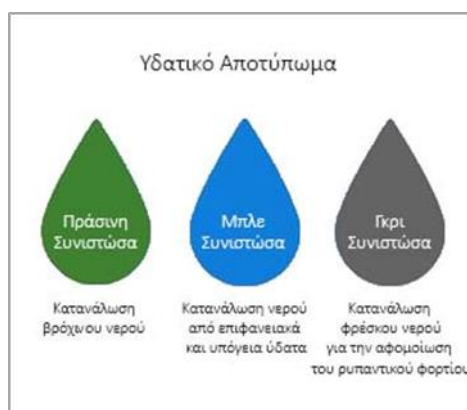 Υδατικό Αποτύπωμα
Πράσινη
Συνιστώσα
Μπλε
Συνιστώσα
Γκρι
Συνιστώσα
Κατανάλωση
βρόχινου νερού
Κατανάλωση νερού
από επιφανειακά
και υπόγεια ύδατα
Κατανάλωση
φρέσκου νερού
για την αφομοίωση
του ρυπαντικού φορτίου